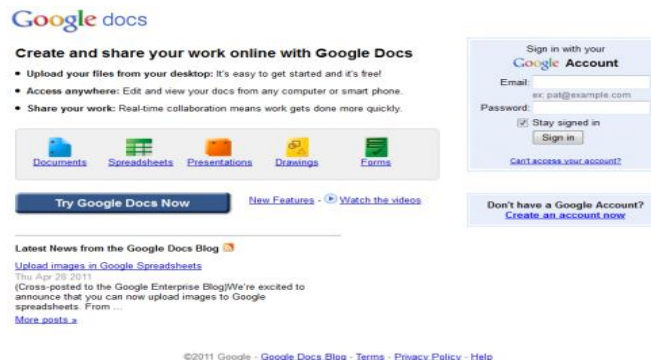 Google docs
Create and share your work online with Google Docs
• Upload your files from your desktop: It's easy to get started and it's free!
• Access anywhere: Edit and view your docs from any computer or smart phone.
• Share your work: Real-time collaboration means work gets done more quickly.
Documents Spreadsheets Presentations Drawings Forms
Try Google Docs Now
New Features - Watch the videos
Latest News from the Google Docs Blog
Upload images in Google Spreadsheets
Thu Apr 28 2011
(Cross-posted to the Google Enterprise Blog)We're excited to
announce that you can now upload images to Google
spreadsheets. From ...
More posts »
Sign in with your
Google Account
Email:
ex: pat@example.com
Password:
Stay signed in
Sign in
Can't access your account?
Don't have a Google Account?
Create an account now
©2011 Google - Google Docs Blog - Terms - Privacy Policy - Help